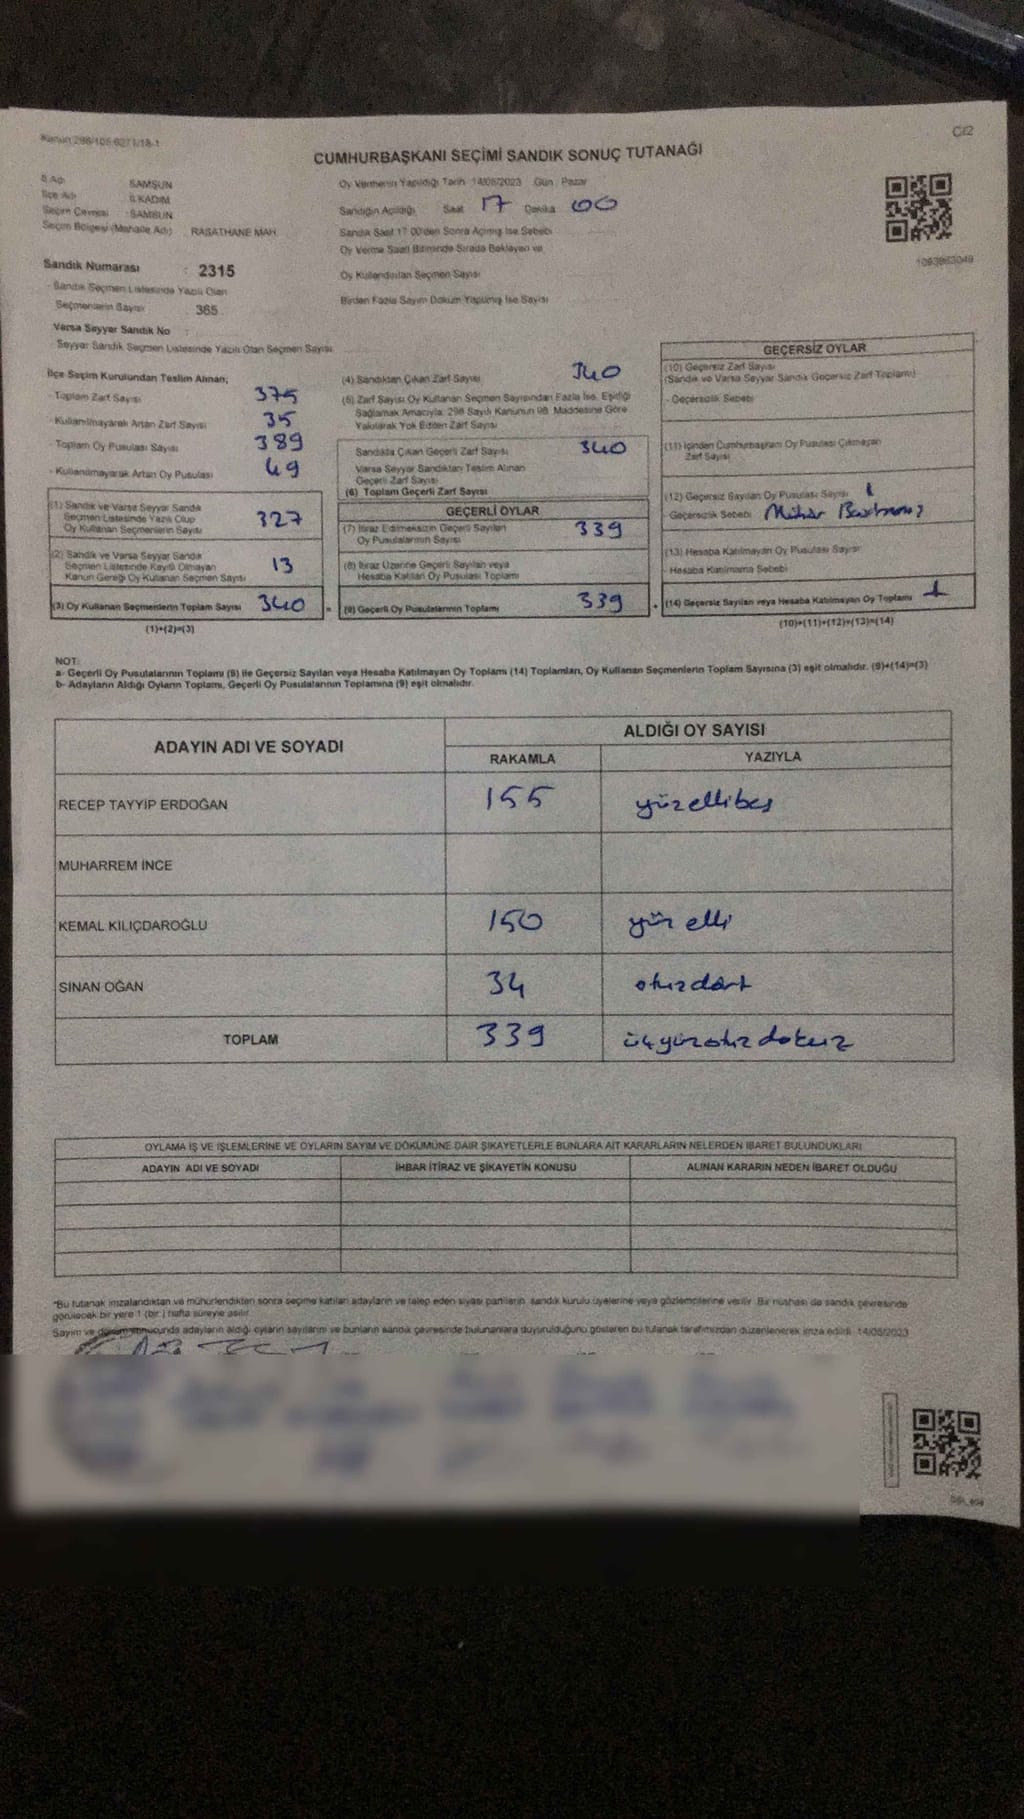 Kanun 298/105 6271/18-1
C/2
CUMHURBAŞKANI SEÇİMİ SANDIK SONUÇ TUTANAĞI
İl Adı SAMSUN
İlçe Adı İLKADIM
Seçim Çevresi : SAMSUN
Seçim Bölgesi (Mahalle Adı) : RASATHANE MAH.
Sandık Numarası : 2315
Sandık Seçmen Listesinde Yazılı Olan
Seçmenlerin Sayısı 365
Varsa Seyyar Sandık No :
Seyyar Sandık Seçmen Listesinde Yazılı Olan Seçmen Sayısı
Oy Vermenin Yapıldığı Tarih 14/05/2023 Gün : Pazar
Sandığın Açıldığı Saat 17 Dakika 00
Sandık Saat 17:00'den Sonra Açılmış İse Sebebi
Oy Verme Saati Bitiminde Sırada Bekleyen ve
Oy Kullandırılan Seçmen Sayısı
Birden Fazla Sayım Döküm Yapılmış İse Sayısı
1093863049
İlçe Seçim Kurulundan Teslim Alınan;
- Toplam Zarf Sayısı 375
- Kullanılmayarak Artan Zarf Sayısı 35
- Toplam Oy Pusulası Sayısı 389
- Kullanılmayarak Artan Oy Pusulası 49
(1) Sandık ve Varsa Seyyar Sandık
Seçmen Listesinde Yazılı Olup
Oy Kullanan Seçmenlerin Sayısı 327
(2) Sandık ve Varsa Seyyar Sandık
Seçmen Listesinde Kayıtlı Olmayan
Kanun Gereği Oy Kullanan Seçmen Sayısı 13
(3) Oy Kullanan Seçmenlerin Toplam Sayısı 340 =
(1)+(2)=(3)
(4) Sandıktan Çıkan Zarf Sayısı 340
(5) Zarf Sayısı Oy Kullanan Seçmen Sayısından Fazla İse, Eşitliği
Sağlamak Amacıyla, 298 Sayılı Kanunun 98. Maddesine Göre
Yakılarak Yok Edilen Zarf Sayısı
Sandıkta Çıkan Geçerli Zarf Sayısı 340
Varsa Seyyar Sandıktan Teslim Alınan
Geçerli Zarf Sayısı
(6) Toplam Geçerli Zarf Sayısı
GEÇERLİ OYLAR
(7) İtiraz Edilmeksizin Geçerli Sayılan
Oy Pusulalarının Sayısı 339
(8) İtiraz Üzerine Geçerli Sayılan veya
Hesaba Katılan Oy Pusulası Toplamı
(9) Geçerli Oy Pusulalarının Toplamı 339 +
GEÇERSİZ OYLAR
(10) Geçersiz Zarf Sayısı
(Sandık ve Varsa Seyyar Sandık Geçersiz Zarf Toplamı)
- Geçersizlik Sebebi
(11) İçinden Cumhurbaşkanı Oy Pusulası Çıkmayan
Zarf Sayısı
(12) Geçersiz Sayılan Oy Pusulası Sayısı 1
- Geçersizlik Sebebi Mühür
(13) Hesaba Katılmayan Oy Pusulası Sayısı
- Hesaba Katılmama Sebebi
(14) Geçersiz Sayılan veya Hesaba Katılmayan Oy Toplamı 1
(10)+(11)+(12)+(13)=(14)
NOT:
a- Geçerli Oy Pusulalarının Toplamı (9) ile Geçersiz Sayılan veya Hesaba Katılmayan Oy Toplamı (14) Toplamları, Oy Kullanan Seçmenlerin Toplam Sayısına (3) eşit olmalıdır. (9)+(14)=(3)
b- Adayların Aldığı Oyların Toplamı, Geçerli Oy Pusulalarının Toplamına (9) eşit olmalıdır.
ADAYIN ADI VE SOYADI ALDIĞI OY SAYISI
RAKAMLA YAZIYLA
RECEP TAYYİP ERDOĞAN 155 yüzellibeş
MUHARREM İNCE
KEMAL KILIÇDAROĞLU 150 yüz elli
SİNAN OĞAN 34 otuzdört
TOPLAM 339 üçyüzotuz dokuz
OYLAMA İŞ VE İŞLEMLERİNE VE OYLARIN SAYIM VE DÖKÜMÜNE DAİR ŞİKAYETLERLE BUNLARA AİT KARARLARIN NELERDEN İBARET BULUNDUKLARI
ADAYIN ADI VE SOYADI İHBAR İTİRAZ VE ŞİKAYETİN KONUSU ALINAN KARARIN NEDEN İBARET OLDUĞU
*Bu tutanak imzalandıktan ve mühürlendikten sonra seçime katılan adayların ve talep eden siyasi partilerin sandık kurulu üyelerine veya gözlemcilerine verilir. Bir nüshası da sandık çevresinde
görülecek bir yere 1 (bir ) hafta süreyle asılır.
Sayım ve döküm sonucunda adayların aldığı oyların sayılarını ve bunların sandık çevresinde bulunanlara duyurulduğunu gösteren bu tutanak tarafımızdan düzenlenerek imza edildi. 14/05/2023